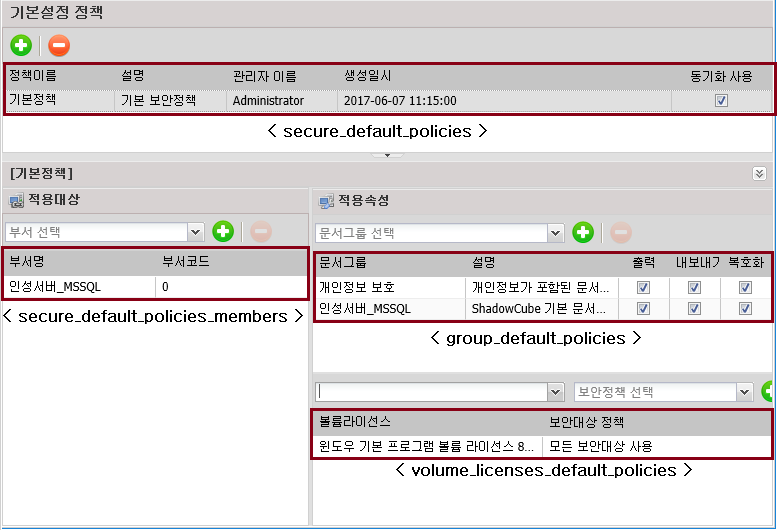 기본설정 정책
정책이름 설명 관리자 이름 생성일시 동기화 사용
기본정책 기본 보안정책 Administrator 2017-06-07 11:15:00
< secure_default_policies >
[기본정책]
적용대상
부서 선택
부서명 부서코드
인성서버_MSSQL 0
< secure_default_policies_members >
적용속성
문서그룹 선택
문서그룹 설명 출력 내보내기 복호화
개인정보 보호 개인정보가 포함된 문서...
인성서버_MSSQL ShadowCube 기본 문서...
< group_default_policies >
보안정책 선택
볼륨라이선스 보안대상 정책
윈도우 기본 프로그램 볼륨 라이선스 8... 모든 보안대상 사용
< volume_licenses_default_policies >